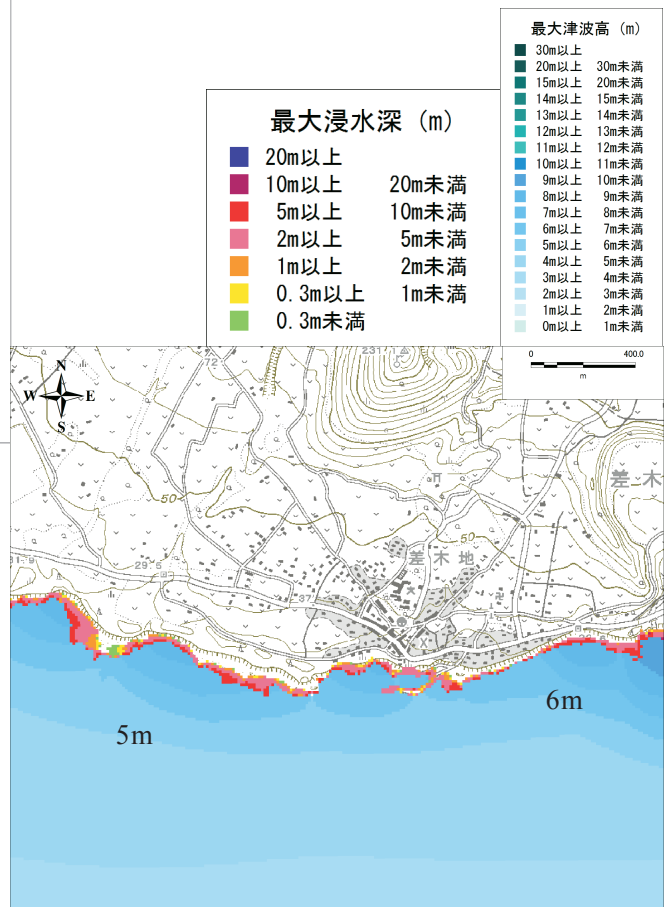 最大津波高 (m)
30m以上
20m以上 30m未満
15m以上 20m未満
14m以上 15m未満
13m以上 14m未満
12m以上 13m未満
11m以上 12m未満
10m以上 11m未満
9m以上 10m未満
8m以上 9m未満
7m以上 8m未満
6m以上 7m未満
5m以上 6m未満
4m以上 5m未満
3m以上 4m未満
2m以上 3m未満
1m以上 2m未満
0m以上 1m未満
最大浸水深 (m)
20m以上
10m以上 20m未満
5m以上 10m未満
2m以上 5m未満
1m以上 2m未満
0.3m以上 1m未満
0.3m未満
0 400.0
m
N
W E
S
72
231
50
差木
50
差木地
29.5
31.9
37
6m
5m